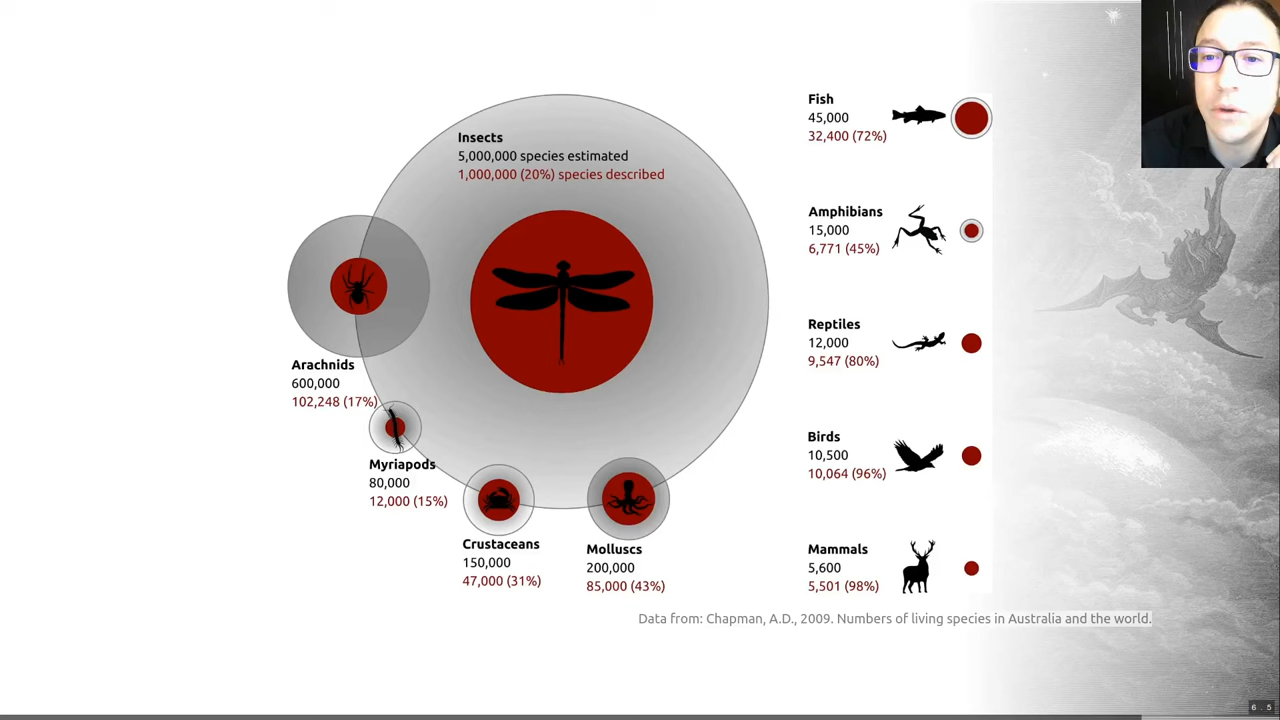 Insects
5,000,000 species estimated
1,000,000 (20%) species described
Arachnids
600,000
102,248 (17%)
Myriapods
80,000
12,000 (15%)
Crustaceans
150,000
47,000 (31%)
Molluscs
200,000
85,000 (43%)
Fish
45,000
32,400 (72%)
Amphibians
15,000
6,771 (45%)
Reptiles
12,000
9,547 (80%)
Birds
10,500
10,064 (96%)
Mammals
5,600
5,501 (98%)
Data from: Chapman, A.D., 2009. Numbers of living species in Australia and the world.
6.5